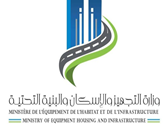 وزارة التجهيز والإسكان والبنية التحتية
MINISTÈRE DE L'ÉQUIPEMENT DE L'HABITAT ET DE L'INFRASTRUCTURE
MINISTRY OF EQUIPMENT HOUSING AND INFRASTRUCTURE